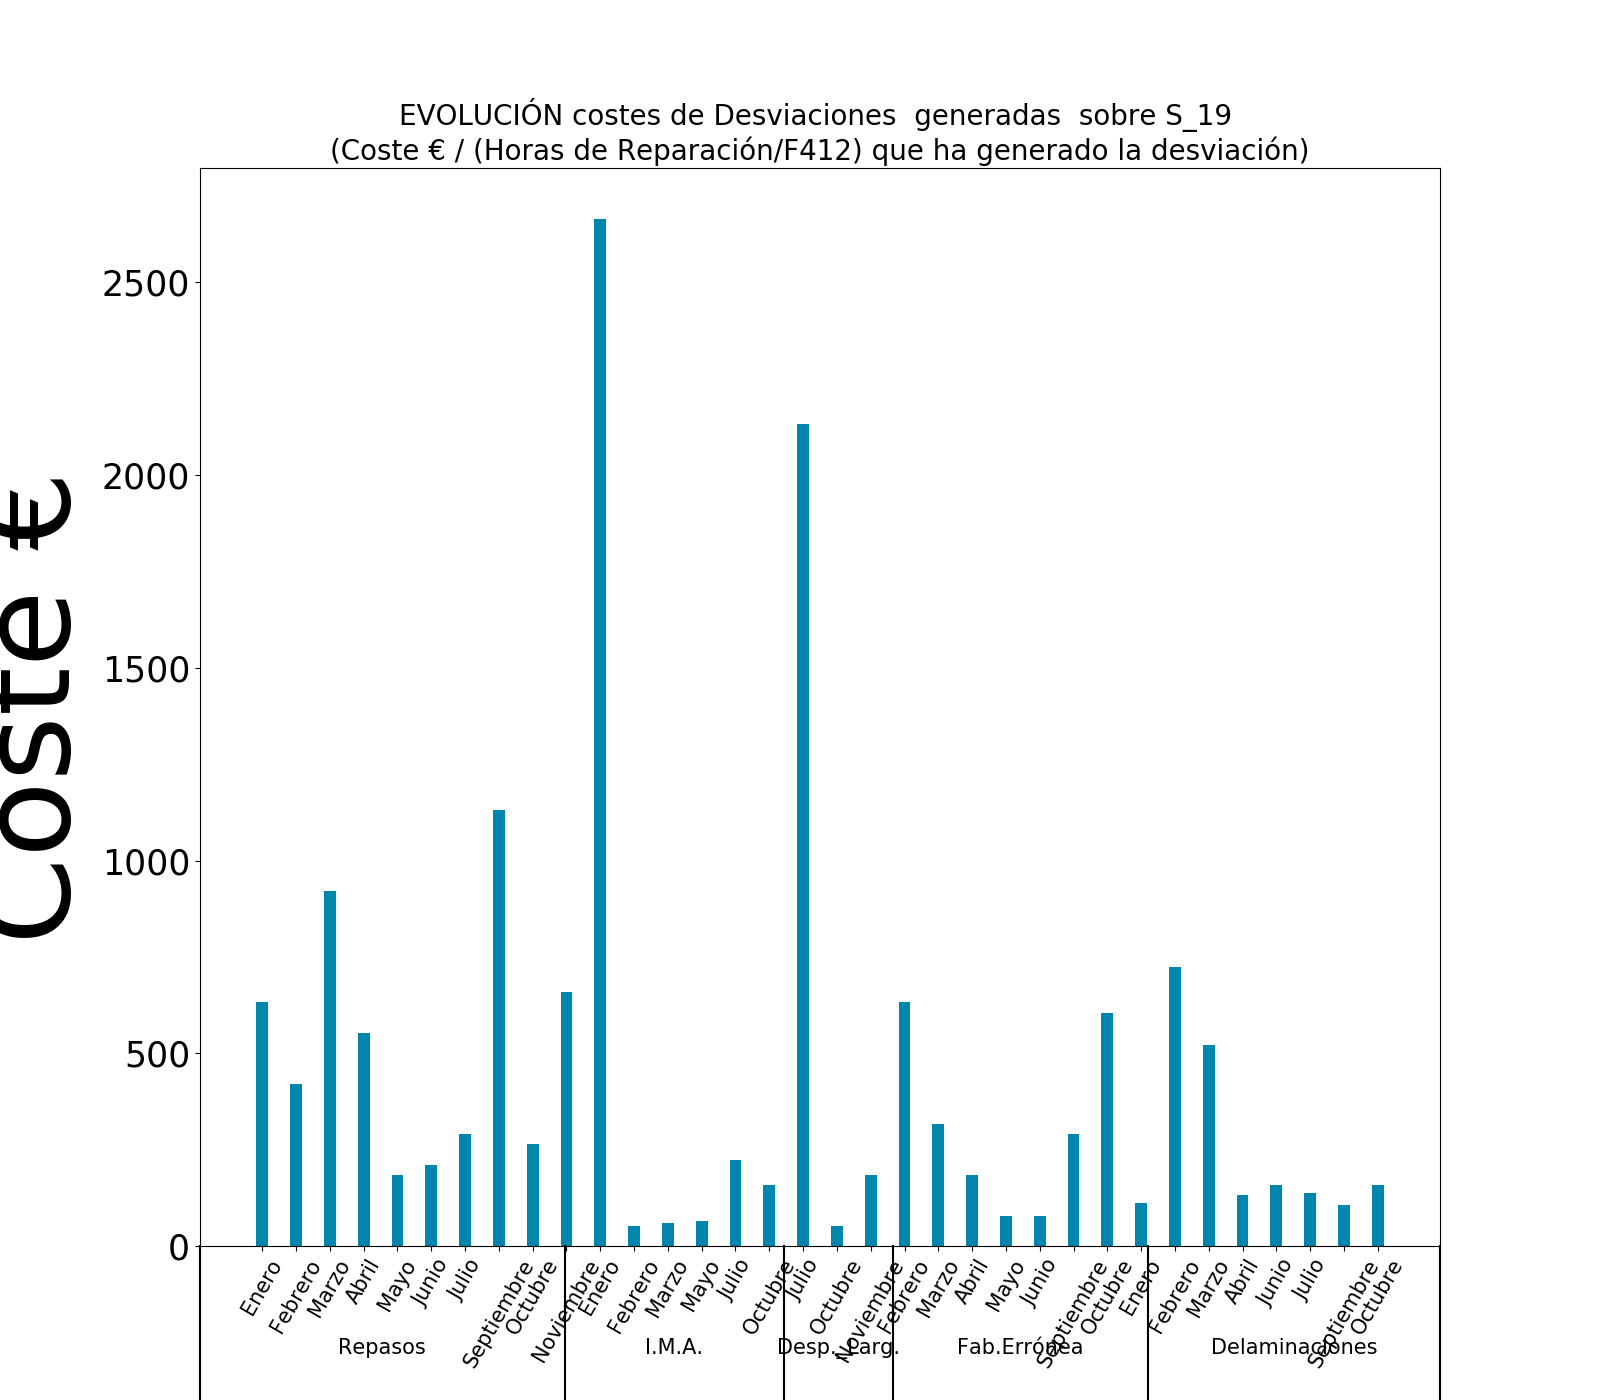 EVOLUCIÓN costes de Desviaciones  generadas  sobre S_19
(Coste € / (Horas de Reparación/F412) que ha generado la desviación)
Coste €
2500
2000
1500
1000
500
0
Enero
Febrero
Marzo
Abril
Mayo
Junio
Julio
Septiembre
Octubre
Noviembre
Enero
Febrero
Marzo
Mayo
Julio
Octubre
Julio
Octubre
Noviembre
Febrero
Marzo
Abril
Mayo
Junio
Septiembre
Octubre
Enero
Febrero
Marzo
Abril
Junio
Julio
Septiembre
Octubre
Repasos
I.M.A.
Desp. Larg.
Fab.Errónea
Delaminaciones